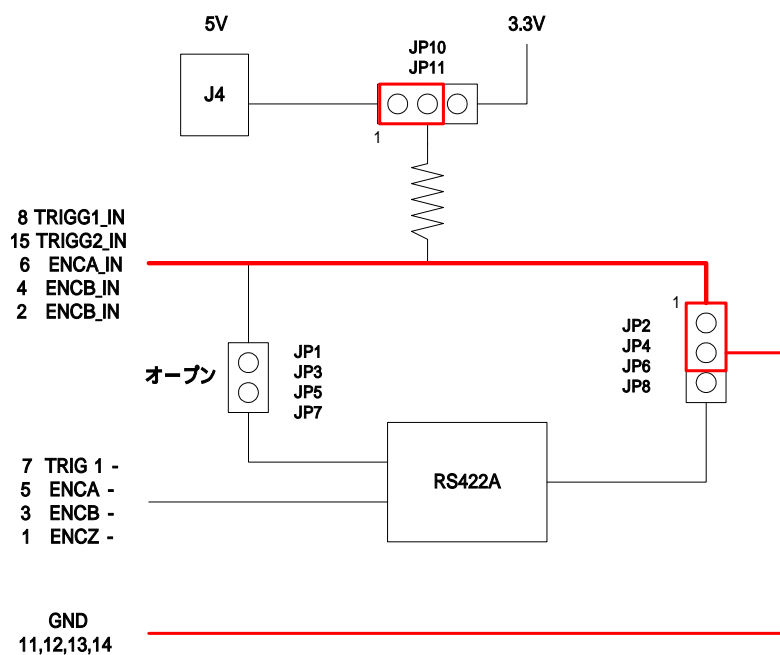 5V
3.3V
JP10
JP11
J4
1
8 TRIGG1_IN
15 TRIGG2_IN
6 ENCA_IN
4 ENCB_IN
2 ENCB_IN
1
JP2
JP4
JP6
JP8
オープン
JP1
JP3
JP5
JP7
7 TRIG 1 -
5 ENCA -
3 ENCB -
1 ENCZ -
RS422A
GND
11,12,13,14